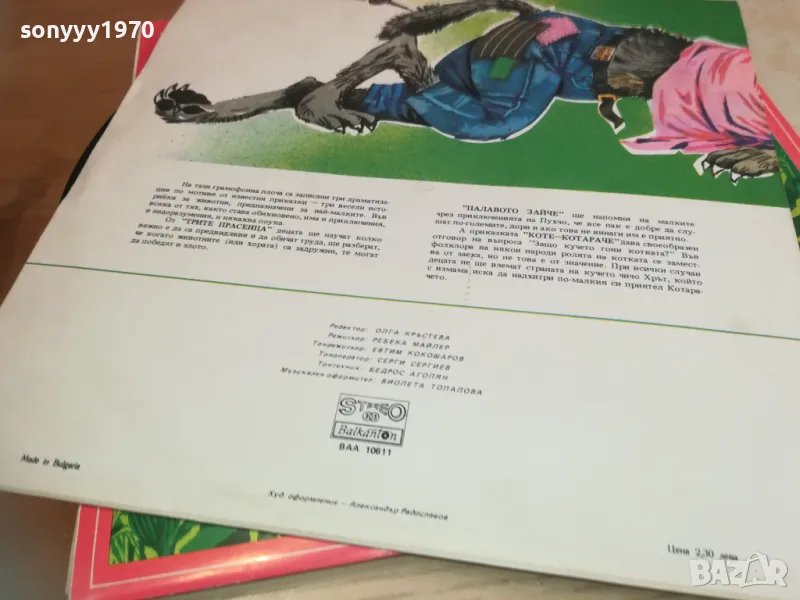 sonyyy1970
На тази грамофонна плоча са записани три драматиза-
ции по мотиви от известни приказки — три весели исто-
рийки за животни, предназначени за най-малките. Във
всяка от тях, както става обикновено, има и приключения,
и недоразумения, и някаква поука.
От "ТРИТЕ ПРАСЕНЦА" децата ще научат колко
важно е да са предвидливи и да обичат труда, ще разберат,
че когато животните (или хората) са задружни, те могат
да победят и злото.
"ПАЛАВОТО ЗАЙЧЕ" ще напомни на малките
чрез приключенията на Пухчо, че все пак е добре да слу-
шат по-големите, дори и ако това не винаги им е приятно.
А приказката "КОТЕ—КОТАРАЧЕ" дава своеобразен
отговор на въпроса "Защо кучето гони котката?" Във
фолклора на някои народи ролята на котката се замест-
ва от заека, но не това е от значение. При всички случаи
децата не ще вземат страната на кучето чичо Хрът, който
с измама иска да надхитри по-малкия си приятел Котара-
чето.
Редактор: ОЛГА КРЪСТЕВА
Режисьор: РЕБЕКА МАЙЛЕР
Тонрежисьор: ЕВТИМ КОКОШАРОВ
Тоноператор: СЕРГИ СЕРГИЕВ
Тонтехник: БЕДРОС АГОПЯН
Музикален оформител: ВИОЛЕТА ТОПАЛОВА
STEREO
33
Balkanton
ВАА 10611
Made in Bulgaria
Худ. оформление — Александър Радославов
Цена 2,30 лева
BAZAR